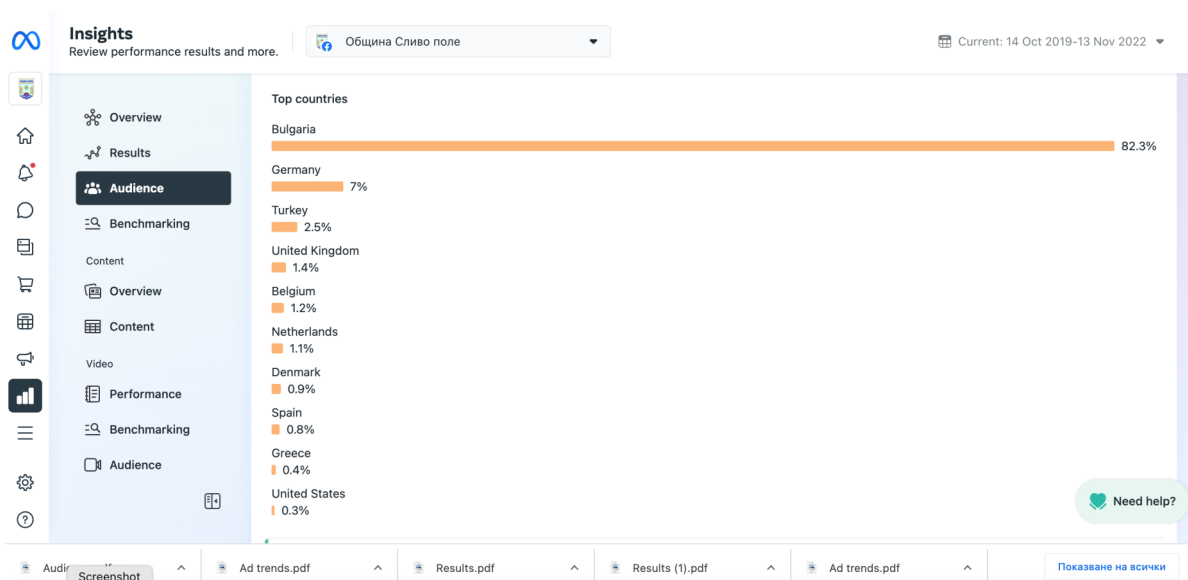 Insights
Review performance results and more.
Община Сливо поле
Current: 14 Oct 2019-13 Nov 2022
Overview
Results
Audience
Benchmarking
Content
Overview
Content
Video
Performance
Benchmarking
Audience
Top countries
Bulgaria
82.3%
Germany
7%
Turkey
2.5%
United Kingdom
1.4%
Belgium
1.2%
Netherlands
1.1%
Denmark
0.9%
Spain
0.8%
Greece
0.4%
United States
0.3%
Need help?
Screenshot
Ad trends.pdf
Results.pdf
Results (1).pdf
Ad trends.pdf
Показване на всички